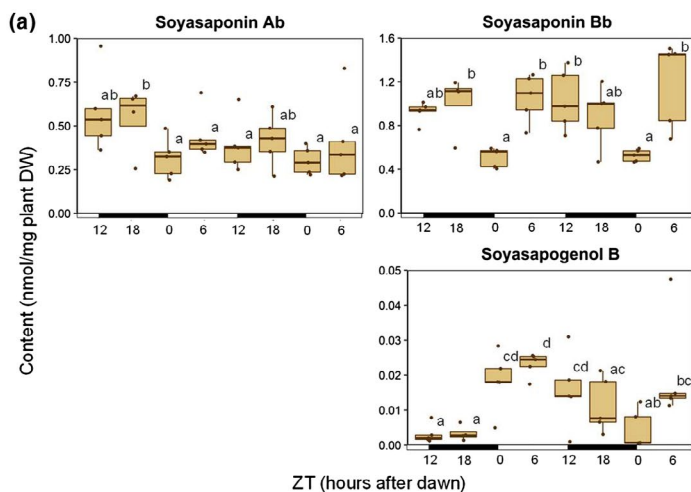 (a)
Soyasaponin Ab
Soyasaponin Bb
Content (nmol/mg plant DW)
1.00
0.75
0.50
0.25
0.00
ab b a a a ab a a
12 18 0 6 12 18 0 6
1.6
1.2
0.8
0.4
0.0
ab b a b b ab a b
12 18 0 6 12 18 0 6
Soyasapogenol B
0.05
0.04
0.03
0.02
0.01
0.00
a a cd d cd ac ab bc
12 18 0 6 12 18 0 6
ZT (hours after dawn)